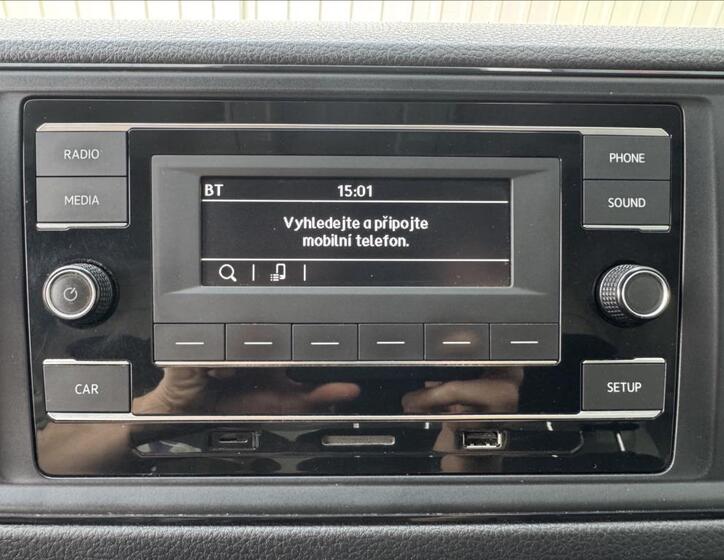 RADIO
MEDIA
BT 15:01
Vyhledejte a připojte
mobilní telefon.
PHONE
SOUND
CAR
SETUP